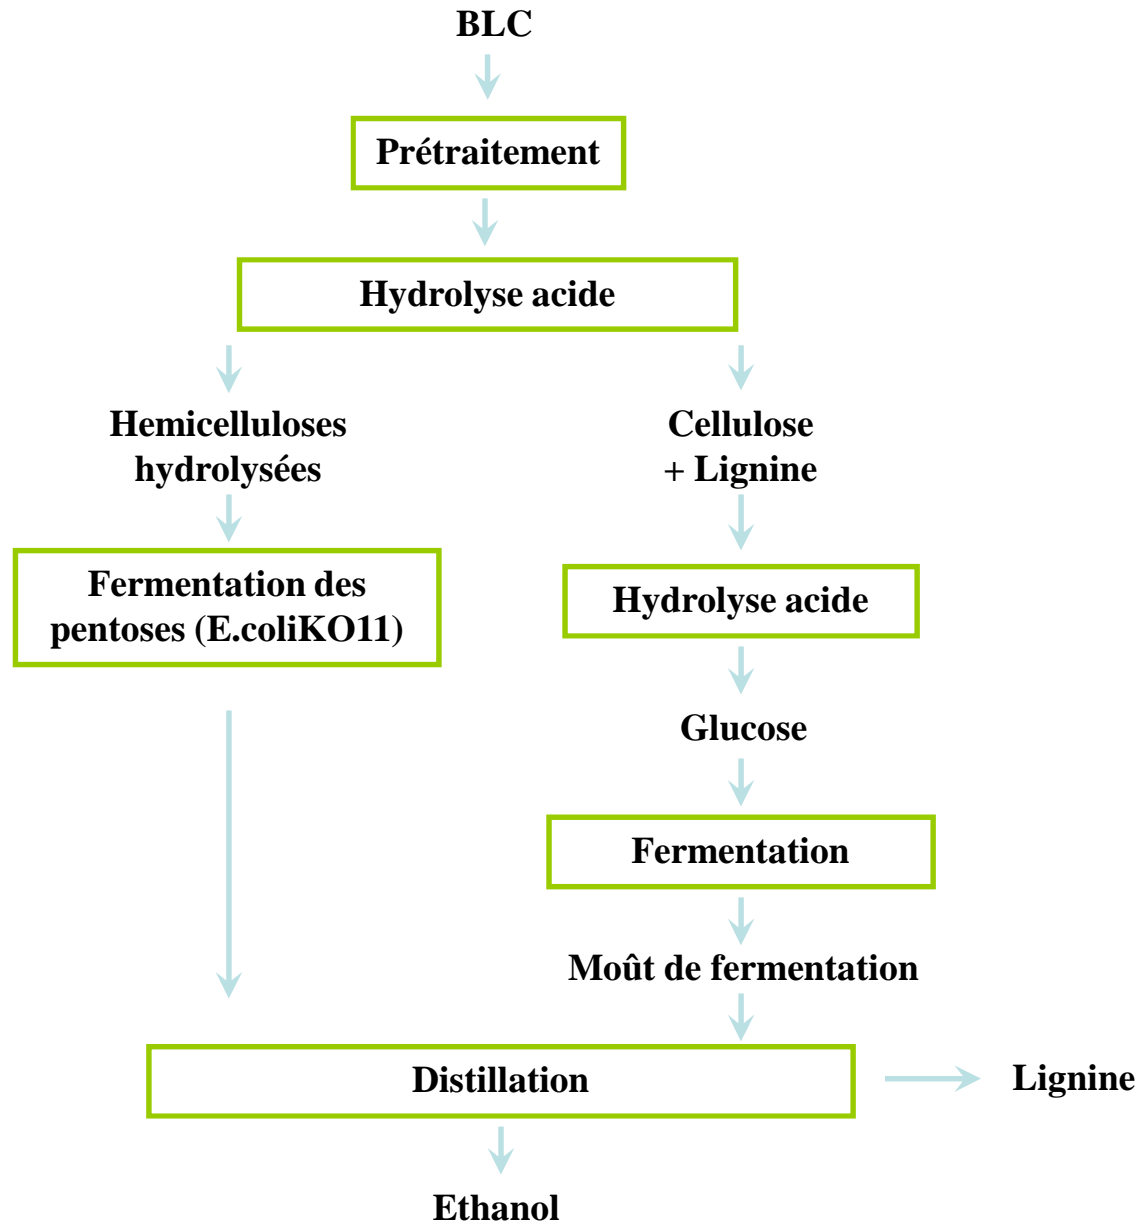 BLC
Prétraitement
Hydrolyse acide
Hemicelluloses
hydrolysées
Cellulose
+ Lignine
Fermentation des
pentoses (E.coliKO11)
Hydrolyse acide
Glucose
Fermentation
Moût de fermentation
Distillation
Lignine
Ethanol